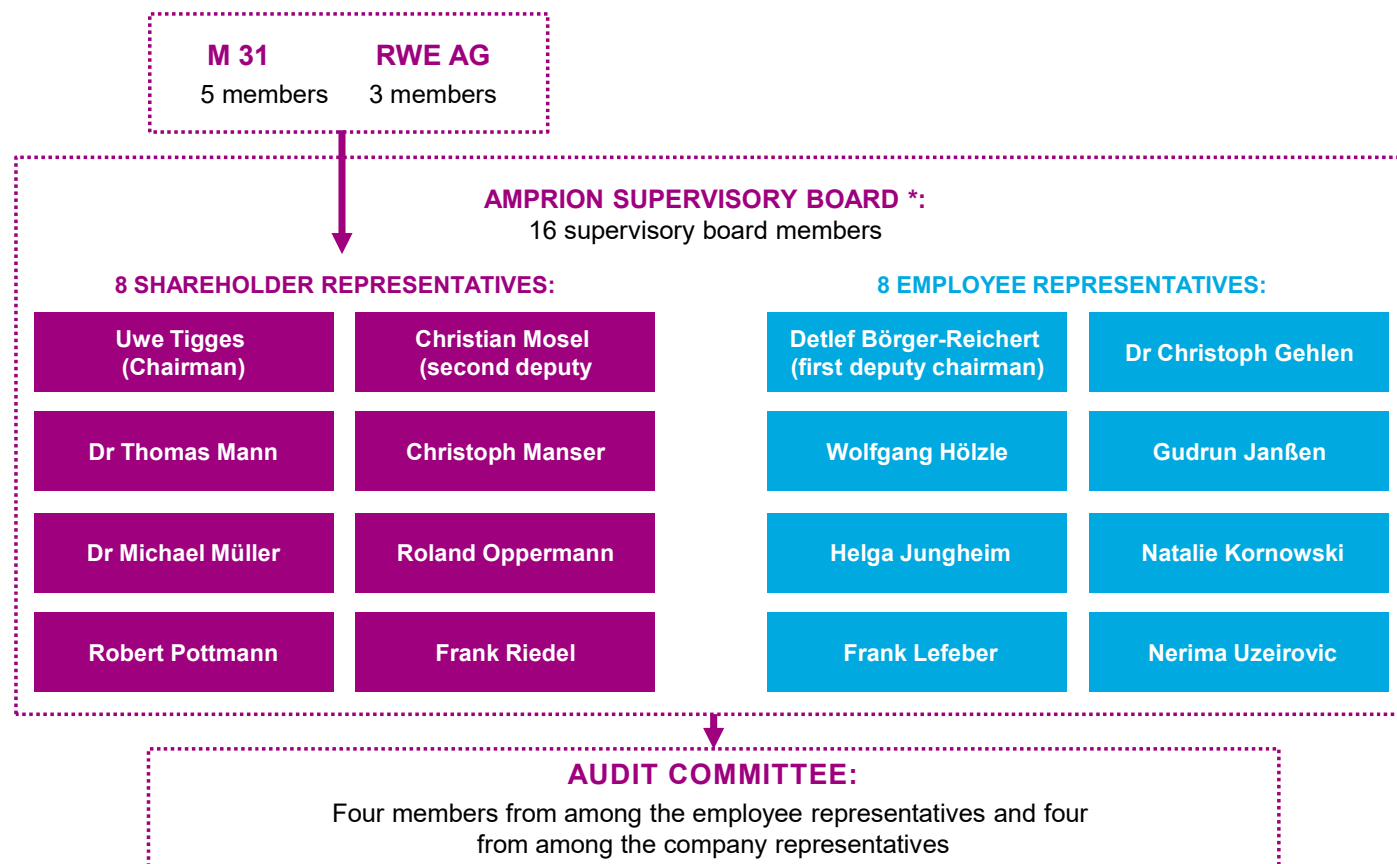 M 31 RWE AG
5 members 3 members
AMPRION SUPERVISORY BOARD *:
16 supervisory board members
8 SHAREHOLDER REPRESENTATIVES:
Uwe Tigges
(Chairman)
Christian Mosel
(second deputy
Dr Thomas Mann
Christoph Manser
Dr Michael Müller
Roland Oppermann
Robert Pottmann
Frank Riedel
8 EMPLOYEE REPRESENTATIVES:
Detlef Börger-Reichert
(first deputy chairman)
Dr Christoph Gehlen
Wolfgang Hölzle
Gudrun Janßen
Helga Jungheim
Natalie Kornowski
Frank Lefeber
Nerima Uzeirovic
AUDIT COMMITTEE:
Four members from among the employee representatives and four
from among the company representatives